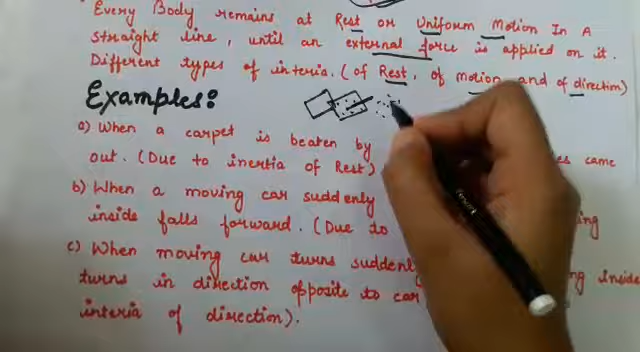 Every Body remains at Rest or Uniform Motion In A
straight line, until an external force is applied on it.
Different types of interia. (of Rest, of motion and of direction)
Examples:
a) When a carpet is beaten by came
out. (Due to inertia of Rest)
b) When a moving car suddenly
inside falls forward. (Due to
c) When moving car turns suddenly inside
turns in direction opposite to car
interia of direction).